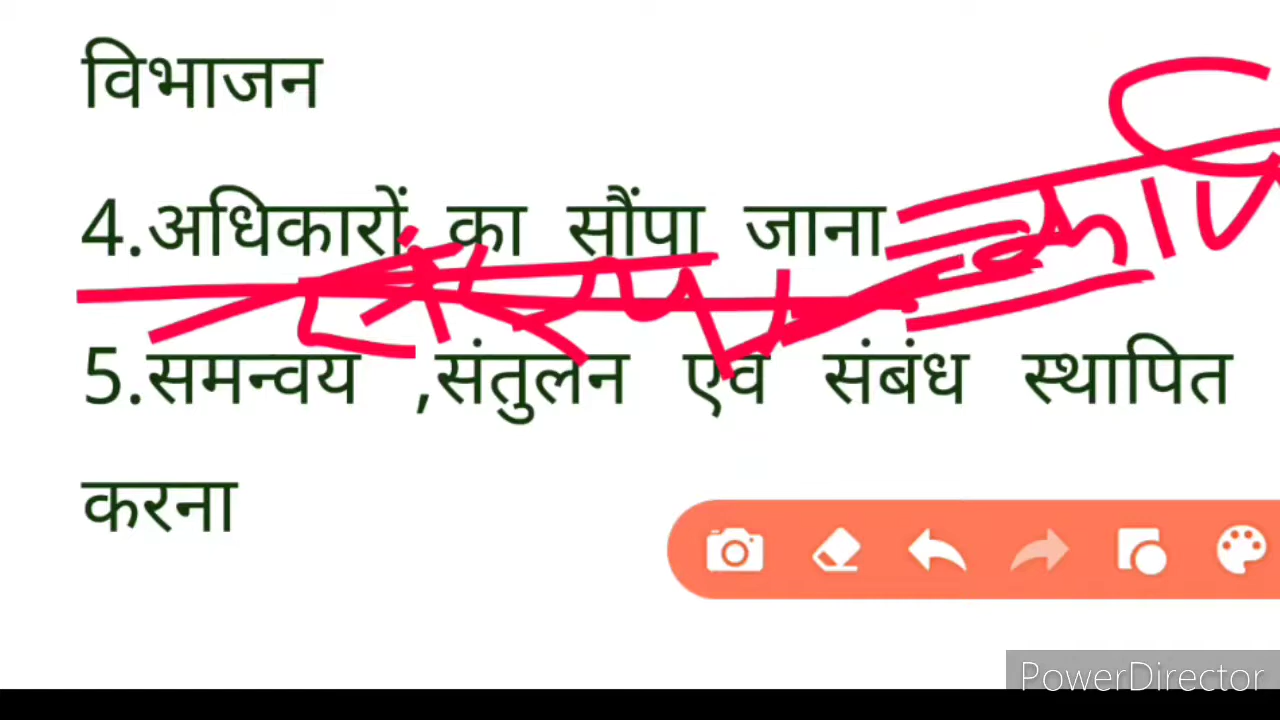 विभाजन
4.अधिकारों का सौंपा जाना
5.समन्वय ,संतुलन एवं संबंध स्थापित
करना
PowerDirector